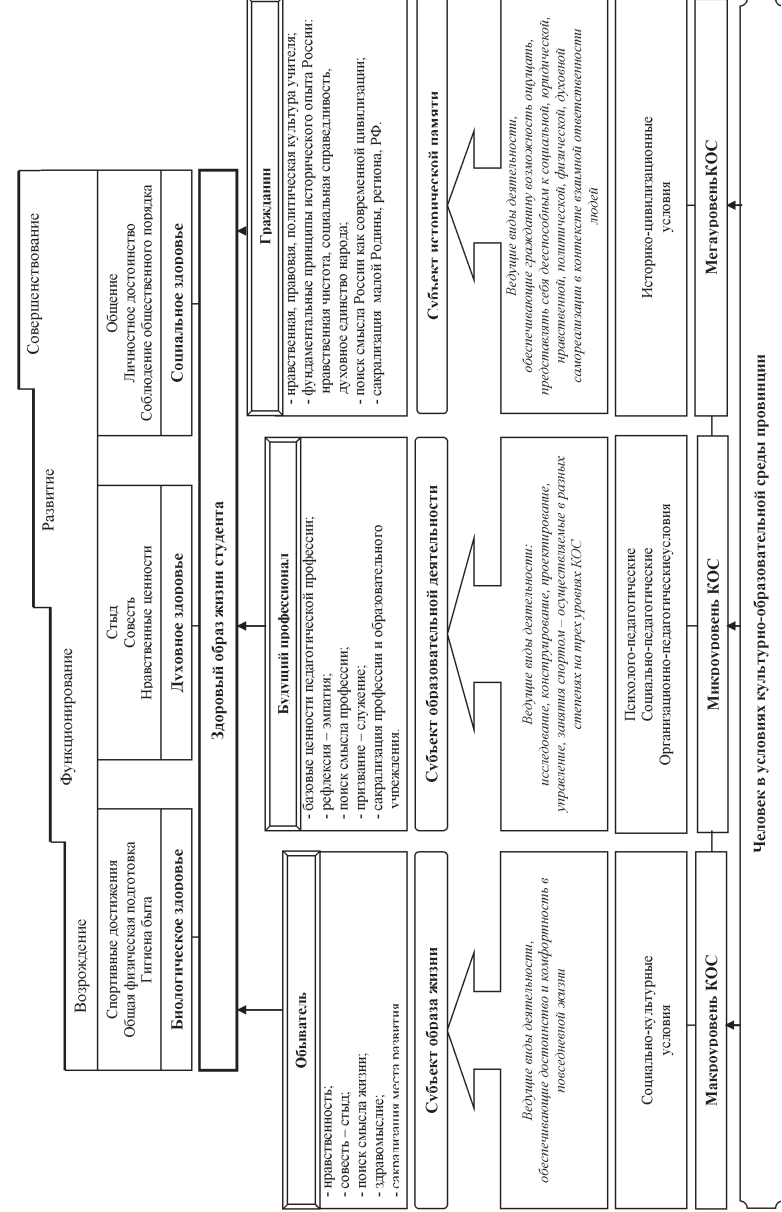 Возрождение
Функционирование
Развитие
Совершенствование
Спортивные достижения
Общая физическая подготовка
Гигиена быта
Биологическое здоровье
Стыд
Совесть
Нравственные ценности
Духовное здоровье
Общение
Личностное достоинство
Соблюдение общественного порядка
Социальное здоровье
Здоровый образ жизни студента
Обыватель
- нравственность;
- совесть – стыд;
- поиск смысла жизни;
- здравомыслие;
- сакрализация места развития
Будущий профессионал
- базовые ценности педагогической профессии;
- рефлексия – эмпатия;
- поиск смысла профессии;
- призвание – служение;
- сакрализация профессии и образовательного
учреждения.
Гражданин
- нравственная, правовая, политическая культура учителя;
- фундаментальные принципы исторического опыта России:
нравственная чистота, социальная справедливость,
духовное единство народа;
- поиск смысла России как современной цивилизации;
- сакрализация малой Родины, региона, РФ.
Субъект образа жизни
Субъект образовательной деятельности
Субъект исторической памяти
Ведущие виды деятельности,
обеспечивающие достоинство и комфортность в
повседневной жизни
Ведущие виды деятельности:
исследование, конструирование, проектирование,
управление, занятия спортом – осуществляемые в разных
степенях на трех уровнях КОС
Ведущие виды деятельности,
обеспечивающие гражданину возможность ощущать,
представлять себя дееспособным к социальной, юридической,
нравственной, политической, физической, духовной
самореализации в контексте взаимной ответственности
людей
Социально-культурные
условия
Психолого-педагогические
Социально-педагогические
Организационно-педагогическиеусловия
Историко-цивилизационные
условия
Макроуровень КОС
Микроуровень КОС
МегауровеньКОС
Человек в условиях культурно-образовательной среды провинции